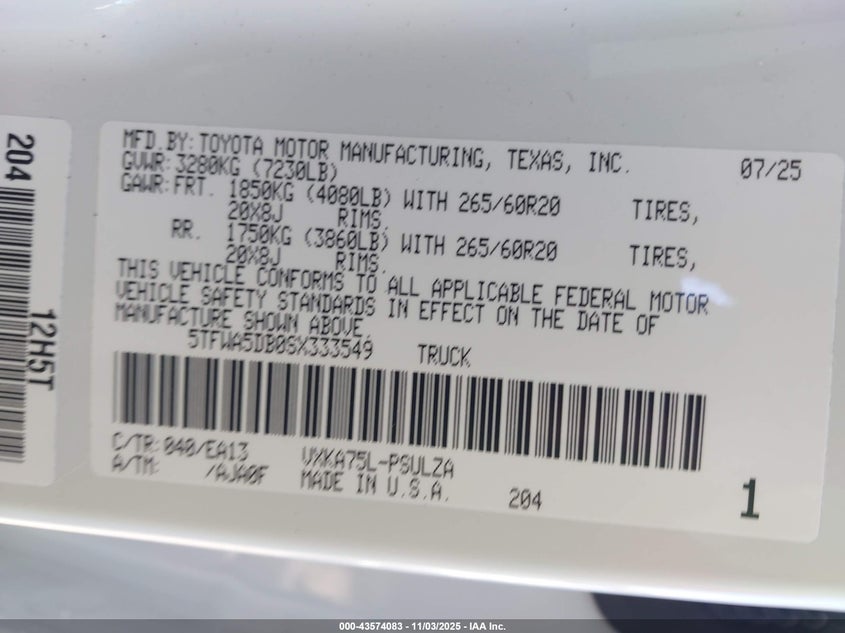 MFD.BY: TOYOTA MOTOR MANUFACTURING, TEXAS, INC. 07/25
GVWR: 3280KG (7230LB)
GAWR: FRT. 1850KG (4080LB) WITH 265/60R20 TIRES,
20X8J RIMS.
RR. 1750KG (3860LB) WITH 265/60R20 TIRES,
20X8J RIMS.
THIS VEHICLE CONFORMS TO ALL APPLICABLE FEDERAL MOTOR
VEHICLE SAFETY STANDARDS IN EFFECT ON THE DATE OF
MANUFACTURE SHOWN ABOVE.
5TFWA5DB0SX333549 TRUCK
C/TR: 040/EA13 VXKA75L-PSULZA
A/TM: /AJA0F MADE IN U.S.A. 204 1
204
12H5T
000-43574083 - 11/03/2025 - IAA Inc.